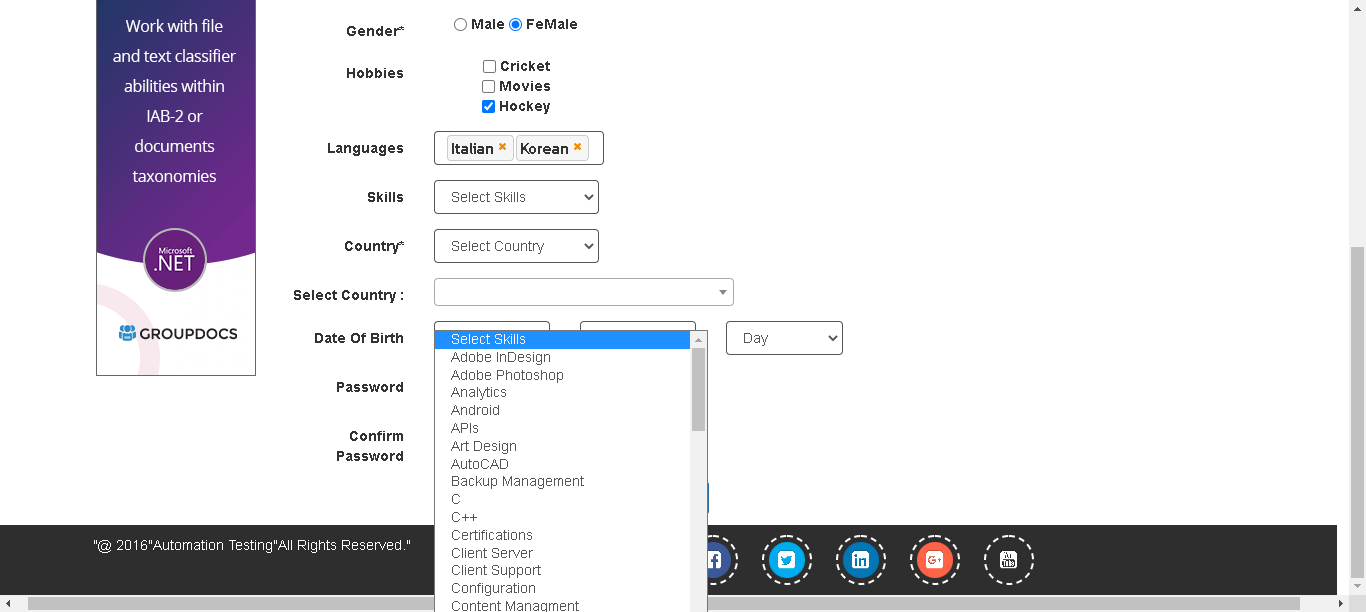 Work with file
and text classifier
abilities within
IAB-2 or
documents
taxonomies
Microsoft
.NET
GROUPDOCS
Gender* Male FeMale
Hobbies Cricket
Movies
Hockey
Languages Italian Korean
Skills Select Skills
Country* Select Country
Select Country :
Date Of Birth Day
Password
Confirm
Password
Select Skills
Adobe InDesign
Adobe Photoshop
Analytics
Android
APIs
Art Design
AutoCAD
Backup Management
C
C++
Certifications
Client Server
Client Support
Configuration
Content Managment
"@ 2016"Automation Testing"All Rights Reserved."